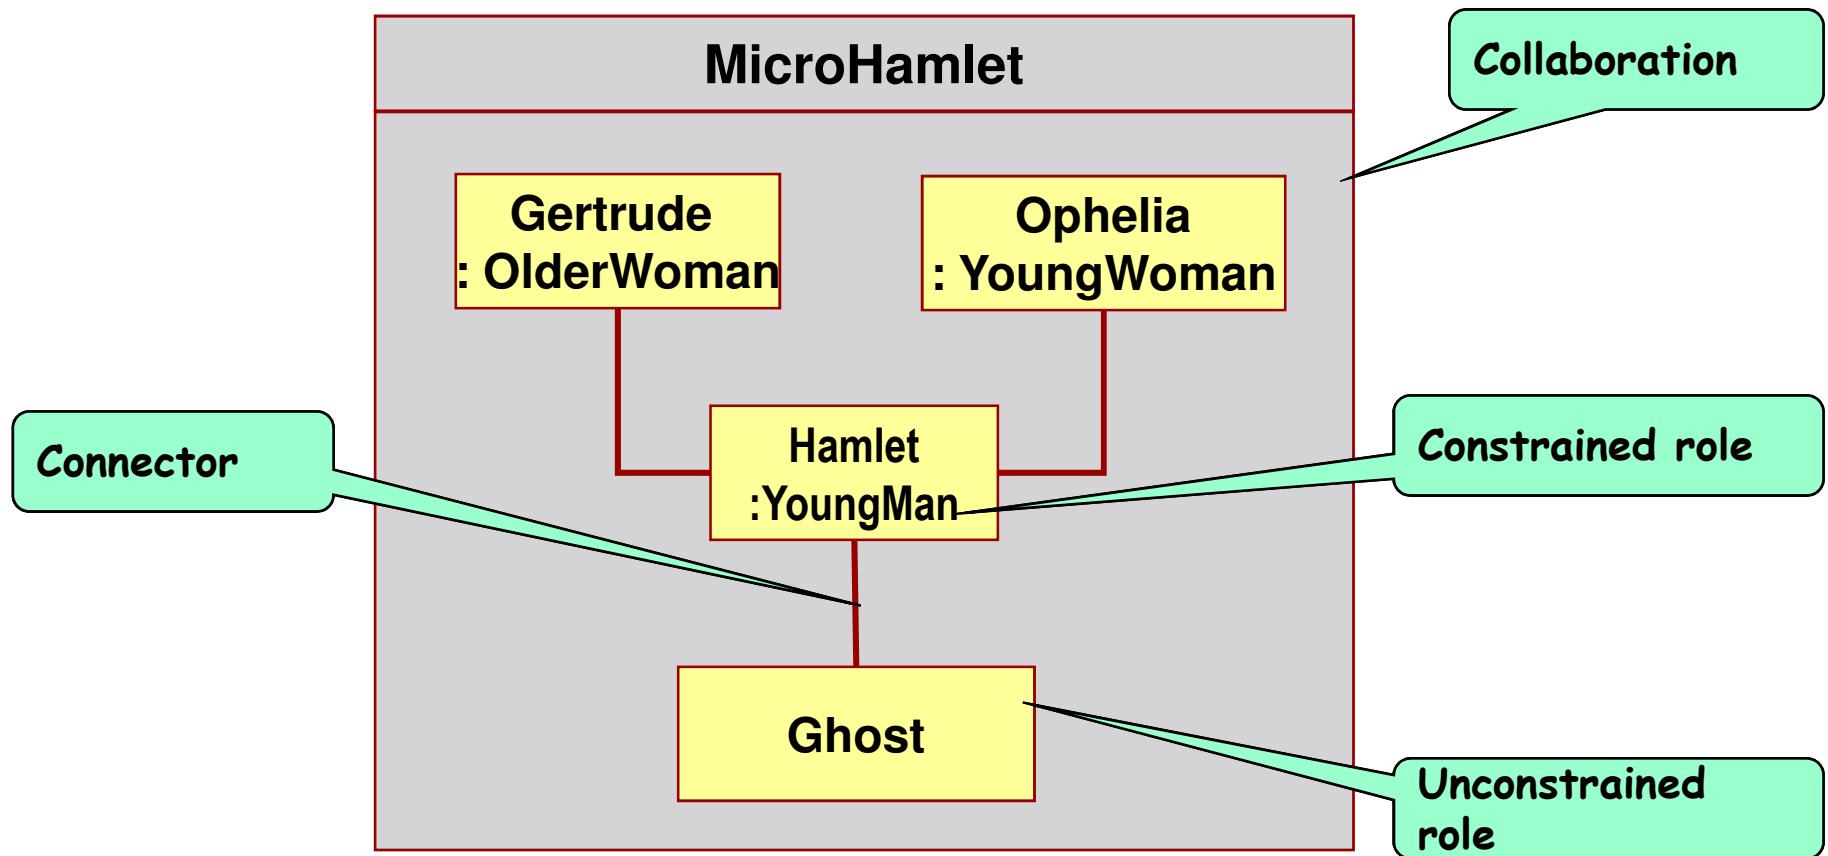 MicroHamlet
Collaboration
Gertrude
: OlderWoman
Ophelia
: YoungWoman
Connector
Hamlet
:YoungMan
Constrained role
Ghost
Unconstrained
role